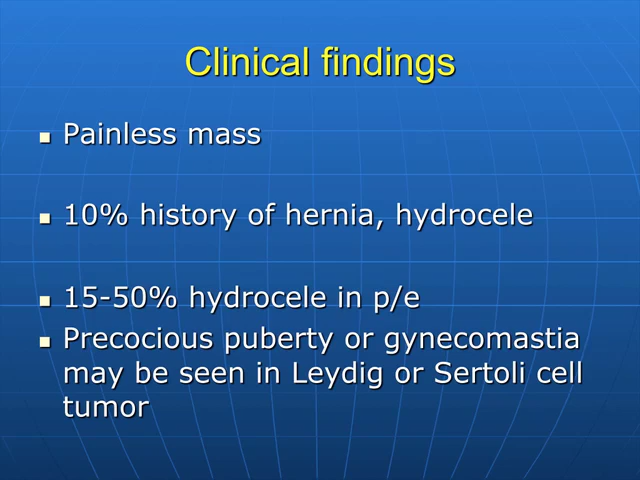 Clinical findings
Painless mass
10% history of hernia, hydrocele
15-50% hydrocele in p/e
Precocious puberty or gynecomastia
may be seen in Leydig or Sertoli cell
tumor